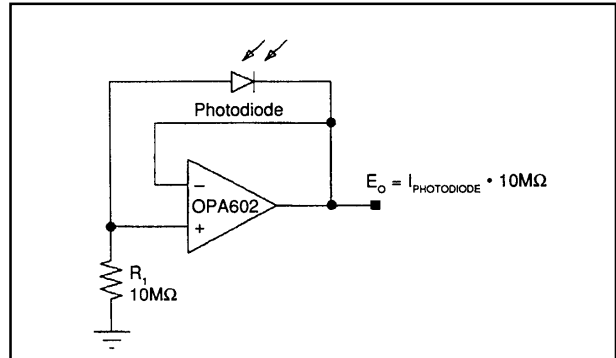 Photodiode
−
OPA602
+
E_O = I_PHOTODIODE • 10MΩ
R_1
10MΩ